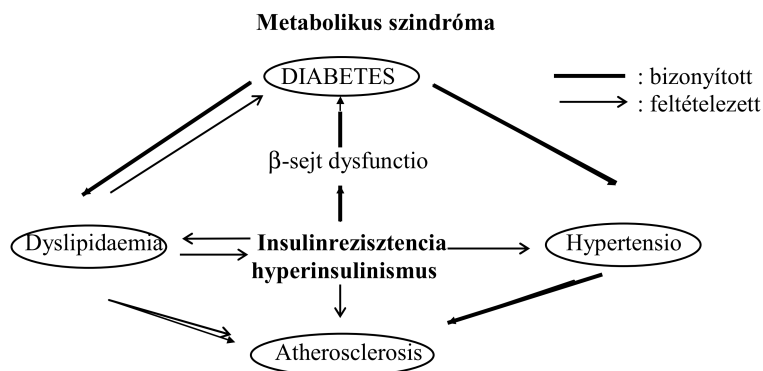 Metabolikus szindróma
DIABETES
: bizonyított
: feltételezett
β-sejt dysfunctio
Dyslipidaemia
Insulinrezisztencia
hyperinsulinismus
Hypertensio
Atherosclerosis